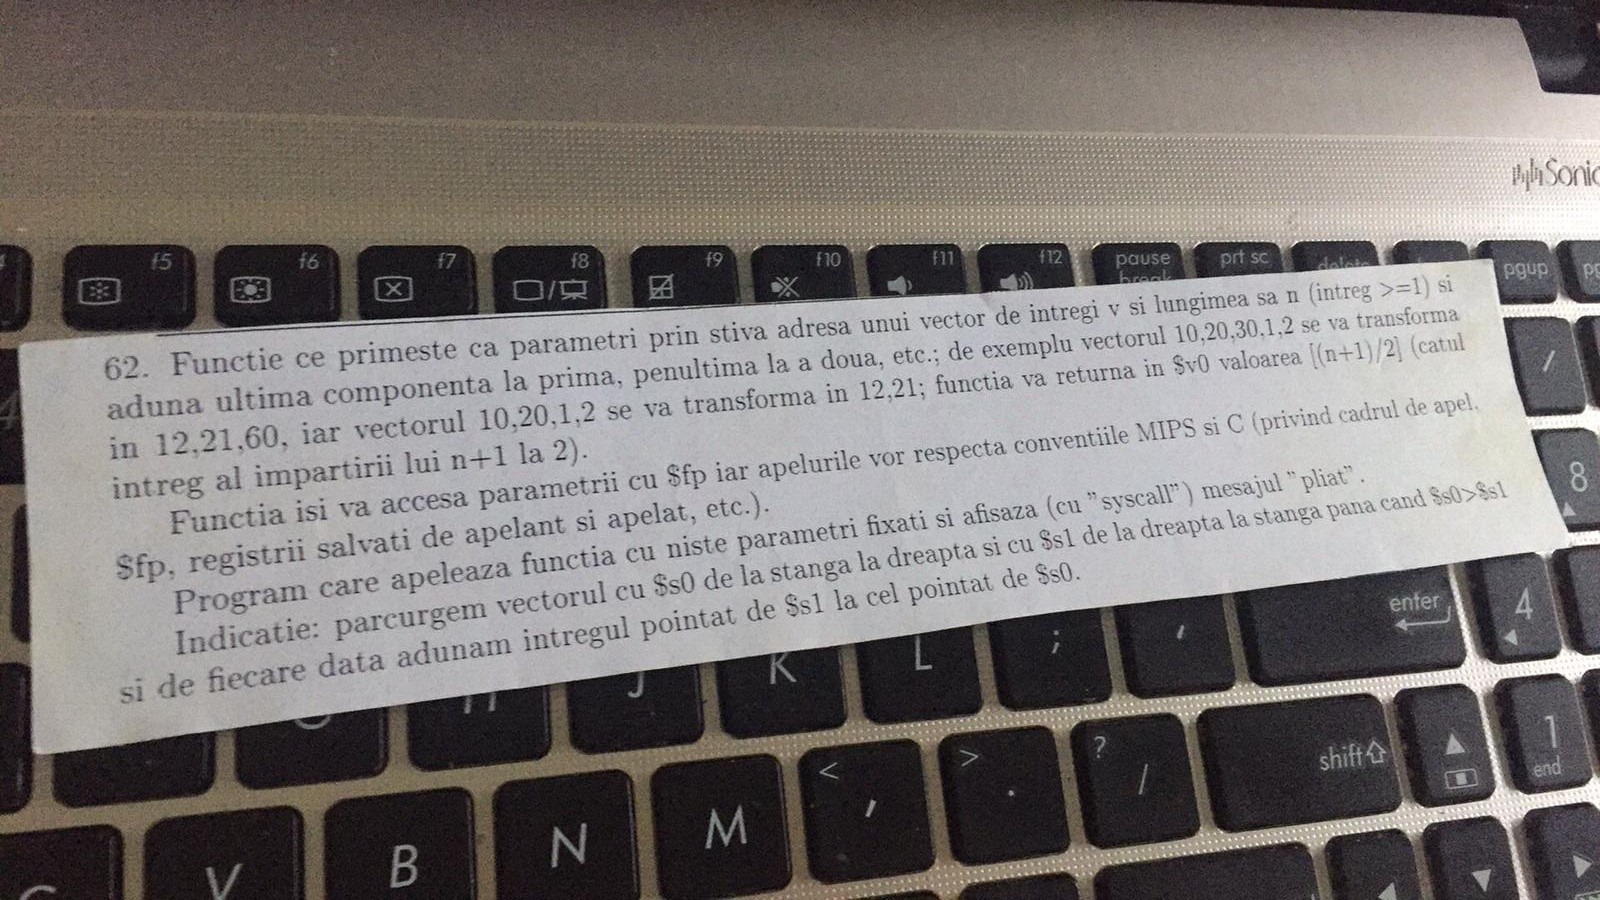 Sonic
f5 f6 f7 f8 f9 f10 f11 f12 pause prt sc pgup
break
62. Functie ce primeste ca parametri prin stiva adresa unui vector de intregi v si lungimea sa n (intreg >=1) si
aduna ultima componenta la prima, penultima la a doua, etc.; de exemplu vectorul 10,20,30,1,2 se va transforma
in 12,21,60, iar vectorul 10,20,1,2 se va transforma in 12,21; functia va returna in $v0 valoarea [(n+1)/2] (catul
intreg al impartirii lui n+1 la 2).
Functia isi va accesa parametrii cu $fp iar apelurile vor respecta conventiile MIPS si C (privind cadrul de apel,
$fp, registrii salvati de apelant si apelat, etc.).
Program care apeleaza functia cu niste parametri fixati si afisaza (cu "syscall") mesajul "pliat".
Indicatie: parcurgem vectorul cu $s0 de la stanga la dreapta si cu $s1 de la dreapta la stanga pana cand $s0>$s1
si de fiecare data adunam intregul pointat de $s1 la cel pointat de $s0.
/
8
enter 4
J K L ; '
< , > . ? / shift 1
end
V B N M